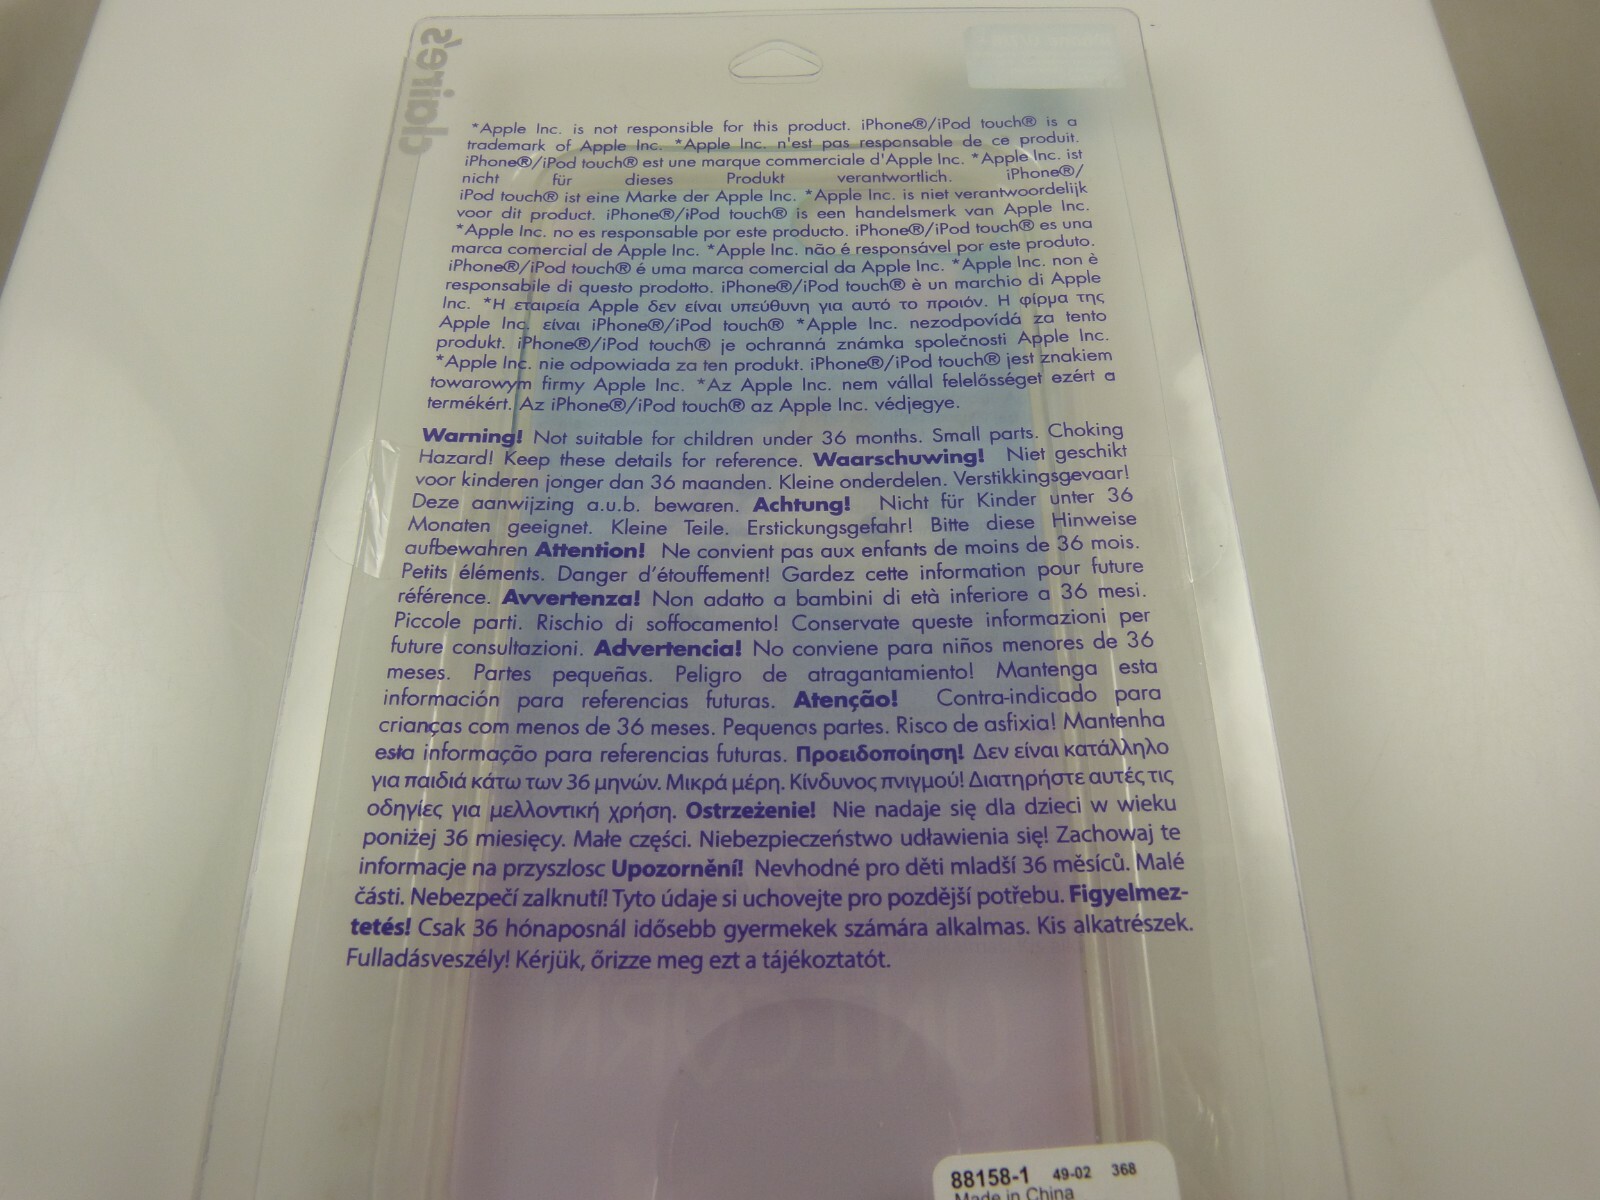 claire's
*Apple Inc. is not responsible for this product. iPhone®/iPod touch® is a
trademark of Apple Inc. *Apple Inc. n'est pas responsable de ce produit.
iPhone®/iPod touch® est une marque commerciale d'Apple Inc. *Apple Inc. ist
nicht für dieses Produkt verantwortlich. iPhone®/
iPod touch® ist eine Marke der Apple Inc. *Apple Inc. is niet verantwoordelijk
voor dit product. iPhone®/iPod touch® is een handelsmerk van Apple Inc.
*Apple Inc. no es responsable por este producto. iPhone®/iPod touch® es una
marca comercial de Apple Inc. *Apple Inc. não é responsável por este produto.
iPhone®/iPod touch® é uma marca comercial da Apple Inc. *Apple Inc. non è
responsabile di questo prodotto. iPhone®/iPod touch® è un marchio di Apple
Inc. *Η εταιρεία Apple δεν είναι υπεύθυνη για αυτό το προιόν. Η φίρμα της
Apple Inc. είναι iPhone®/iPod touch® *Apple Inc. nezodpovídá za tento
produkt. iPhone®/iPod touch® je ochranná známka společnosti Apple Inc.
*Apple Inc. nie odpowiada za ten produkt. iPhone®/iPod touch® jest znakiem
towarowym firmy Apple Inc. *Az Apple Inc. nem vállal felelősséget ezért a
termékért. Az iPhone®/iPod touch® az Apple Inc. védjegye.
Warning! Not suitable for children under 36 months. Small parts. Choking
Hazard! Keep these details for reference. Waarschuwing! Niet geschikt
voor kinderen jonger dan 36 maanden. Kleine onderdelen. Verstikkingsgevaar!
Deze aanwijzing a.u.b. bewaren. Achtung! Nicht für Kinder unter 36
Monaten geeignet. Kleine Teile. Erstickungsgefahr! Bitte diese Hinweise
aufbewahren Attention! Ne convient pas aux enfants de moins de 36 mois.
Petits éléments. Danger d'étouffement! Gardez cette information pour future
référence. Avvertenza! Non adatto a bambini di età inferiore a 36 mesi.
Piccole parti. Rischio di soffocamento! Conservate queste informazioni per
future consultazioni. Advertencia! No conviene para niños menores de 36
meses. Partes pequeñas. Peligro de atragantamiento! Mantenga esta
información para referencias futuras. Atenção! Contra-indicado para
crianças com menos de 36 meses. Pequenas partes. Risco de asfixia! Mantenha
esta informação para referencias futuras. Προειδοποίηση! Δεν είναι κατάλληλο
για παιδιά κάτω των 36 μηνών. Μικρά μέρη. Κίνδυνος πνιγμού! Διατηρήστε αυτές τις
οδηγίες για μελλοντική χρήση. Ostrzeżenie! Nie nadaje się dla dzieci w wieku
poniżej 36 miesięcy. Małe części. Niebezpieczeństwo udławienia się! Zachowaj te
informacje na przyszlosc Upozornění! Nevhodné pro děti mladší 36 měsíců. Malé
části. Nebezpečí zalknutí! Tyto údaje si uchovejte pro pozdější potřebu. Figyelmez-
tetés! Csak 36 hónaposnál idősebb gyermekek számára alkalmas. Kis alkatrészek.
Fulladásveszély! Kérjük, őrizze meg ezt a tájékoztatót.
UNICORN
88158-1 49-02 368
Made in China